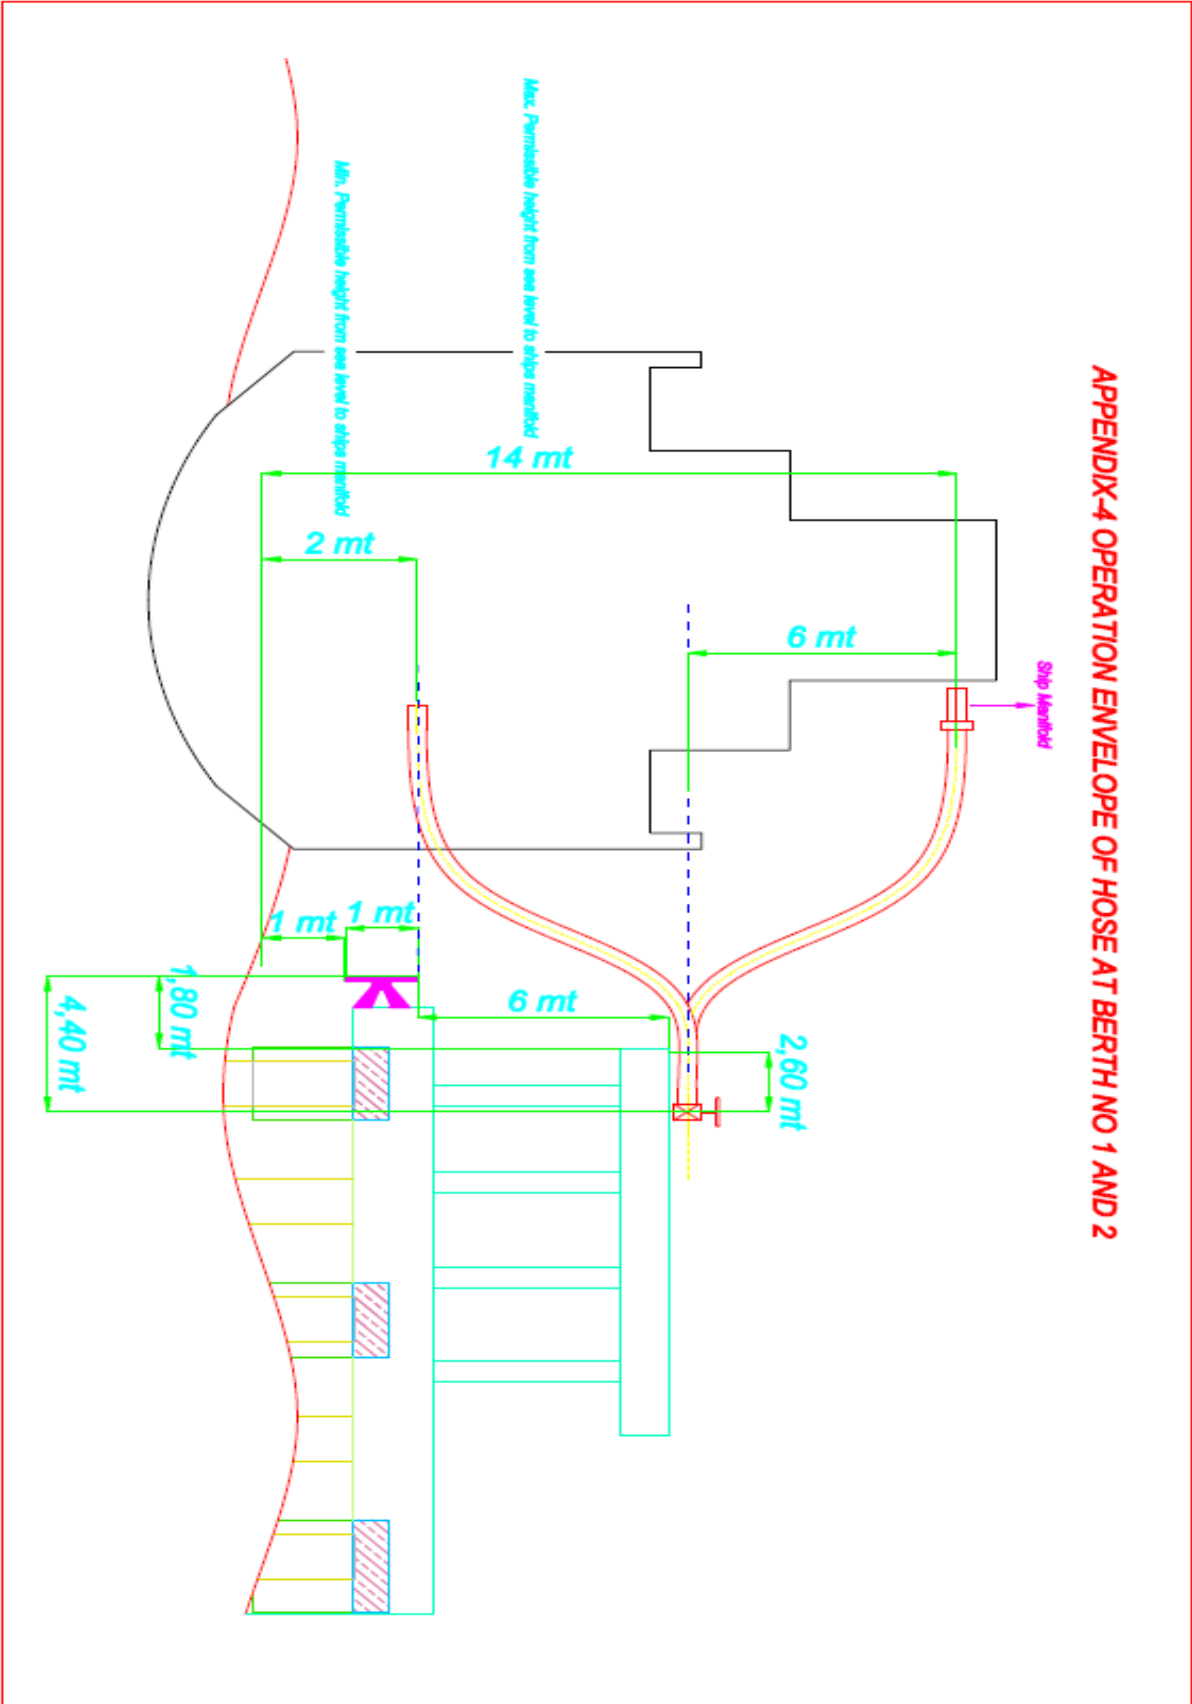 APPENDIX-4 OPERATION ENVELOPE OF HOSE AT BERTH NO 1 AND 2
Ship Manifold
Max. Permissible height from sea level to ships manifold
Min. Permissible height from sea level to ships manifold
14 mt
2 mt
6 mt
1 mt
1 mt
6 mt
2,60 mt
1,80 mt
4,40 mt